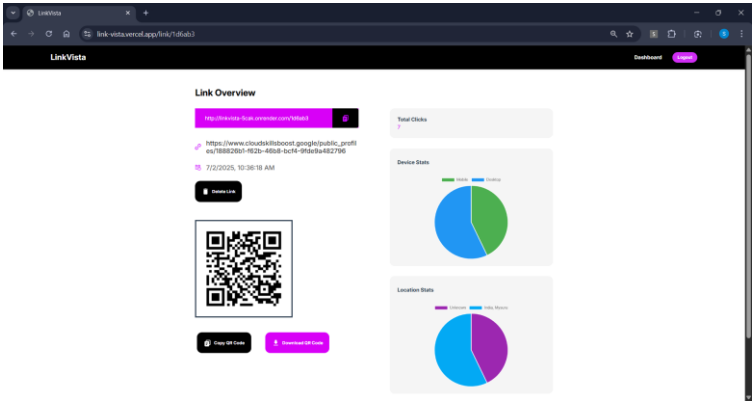 LinkVista
link-vista.vercel.app/link/1d6ab3
LinkVista
Dashboard
Logout
Link Overview
http://linkvista-5cak.onrender.com/1d6ab3
https://www.cloudskillsboost.google/public_profil
es/188826b1-f62b-46b8-bcf4-9fde9a482796
7/2/2025, 10:36:18 AM
Delete Link
Copy QR Code
Download QR Code
Total Clicks
7
Device Stats
Mobile
Desktop
Location Stats
Unknown